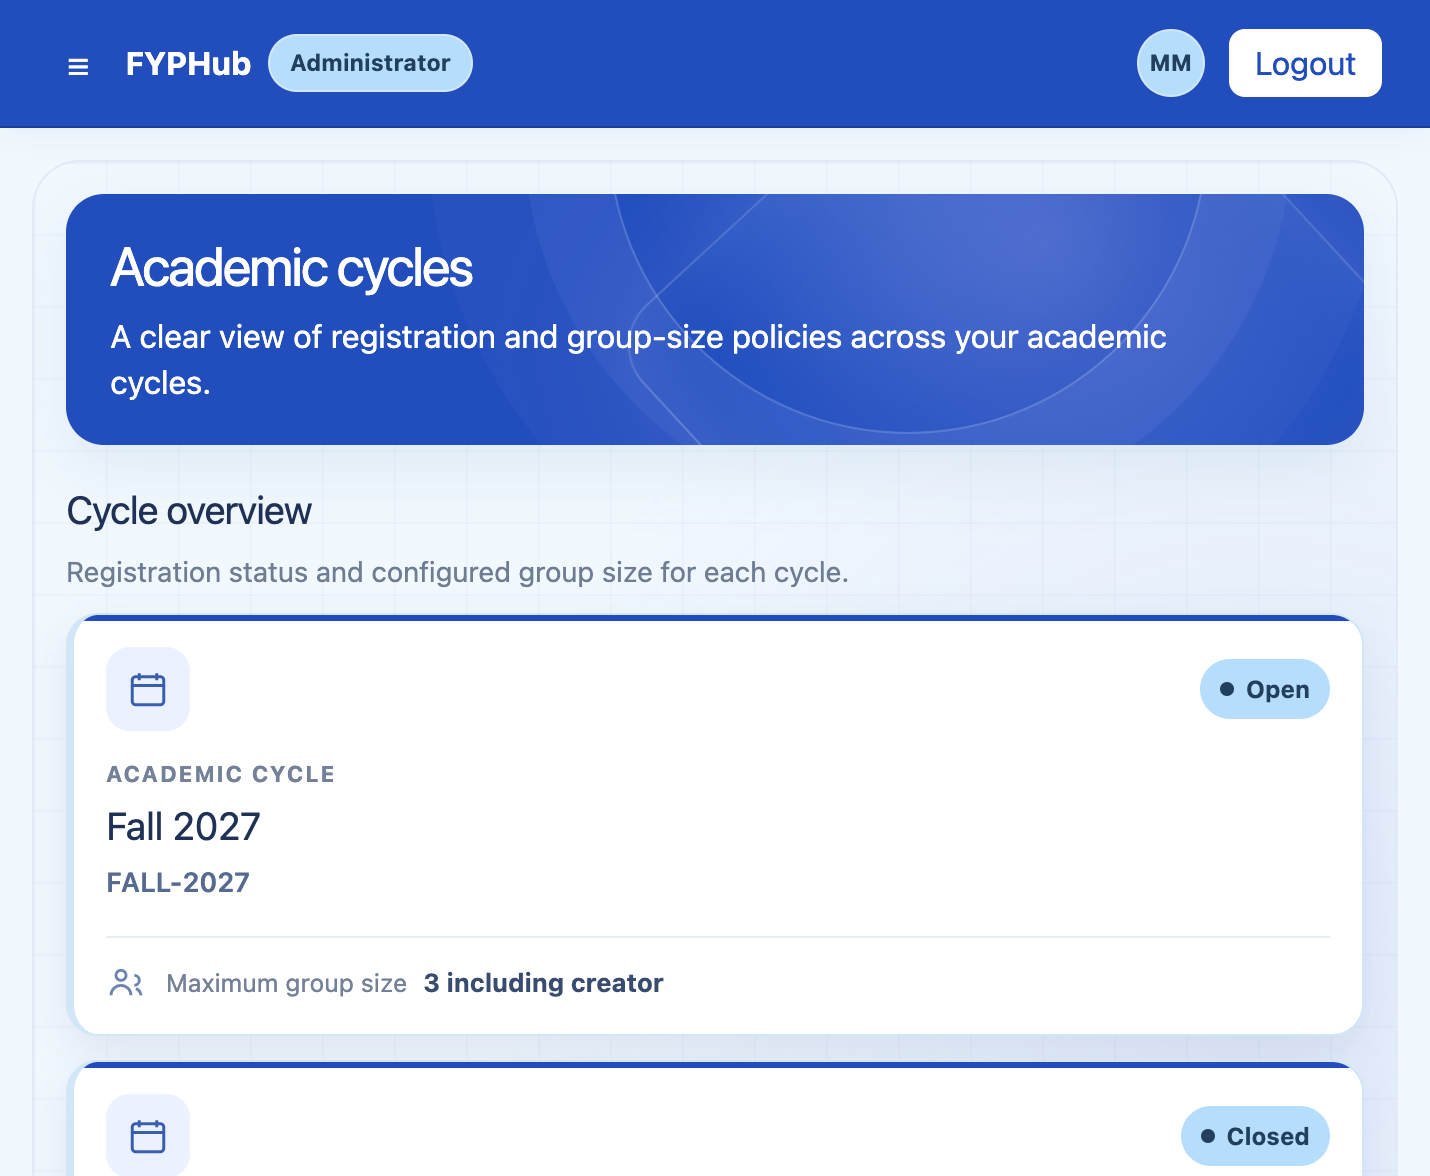 FYPHub
Administrator
MM
Logout
Academic cycles
A clear view of registration and group-size policies across your academic
cycles.
Cycle overview
Registration status and configured group size for each cycle.
Open
ACADEMIC CYCLE
Fall 2027
FALL-2027
Maximum group size 3 including creator
Closed